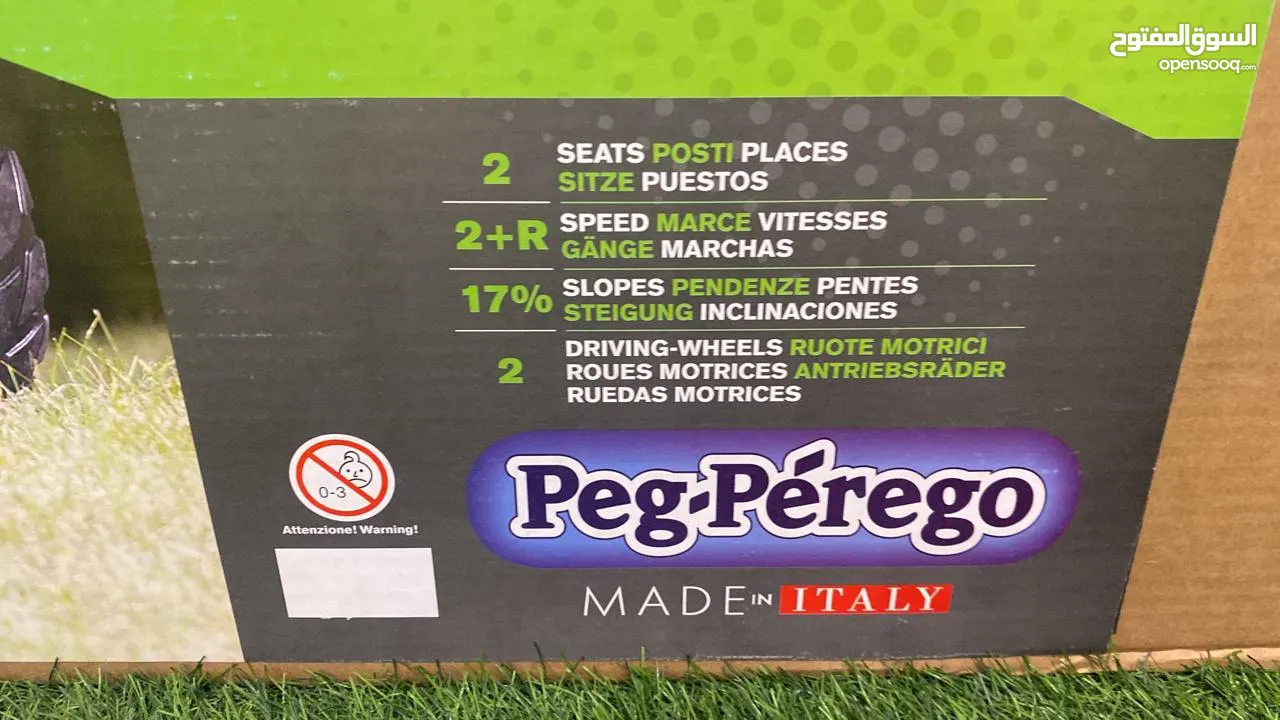 السوق المفتوح
opensooq.com
2 SEATS POSTI PLACES
SITZE PUESTOS
2+R SPEED MARCE VITESSES
GÄNGE MARCHAS
17% SLOPES PENDENZE PENTES
STEIGUNG INCLINACIONES
2 DRIVING-WHEELS RUOTE MOTRICI
ROUES MOTRICES ANTRIEBSRÄDER
RUEDAS MOTRICES
0-3
Attenzione! Warning!
Peg-Pérego
MADE IN ITALY